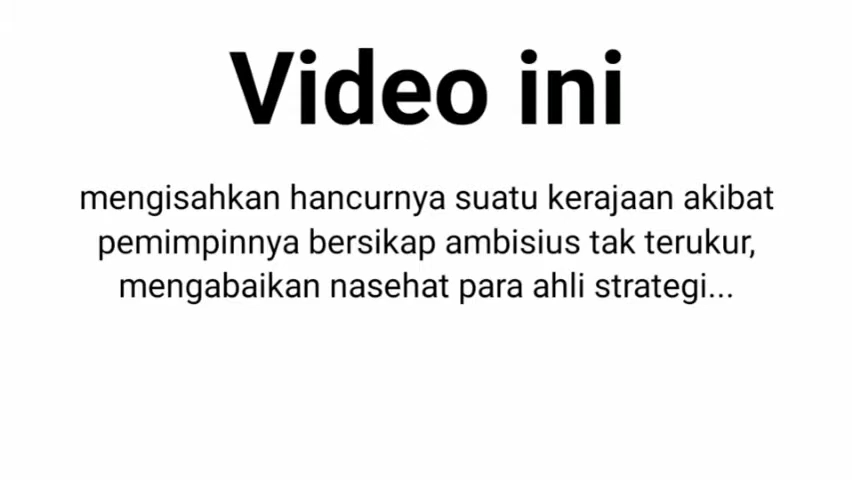 Video ini
mengisahkan hancurnya suatu kerajaan akibat
pemimpinnya bersikap ambisius tak terukur,
mengabaikan nasehat para ahli strategi...